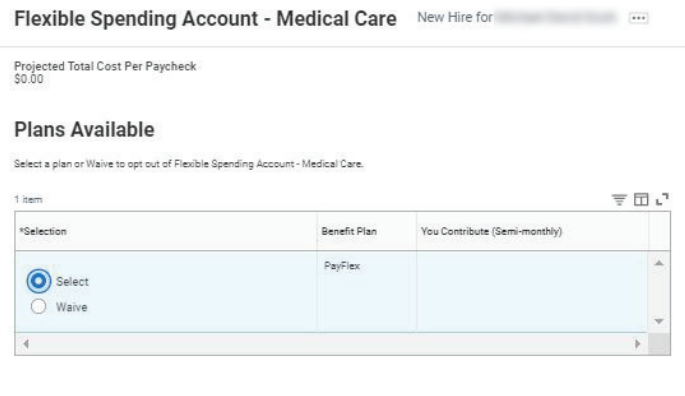 Flexible Spending Account - Medical Care New Hire for
Projected Total Cost Per Paycheck
$0.00
Plans Available
Select a plan or Waive to opt out of Flexible Spending Account - Medical Care.
1 item
*Selection Benefit Plan You Contribute (Semi-monthly)
Select PayFlex
Waive